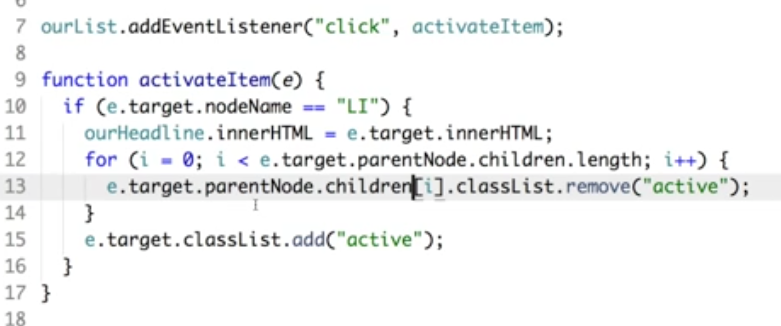 7 ourList.addEventListener("click", activateItem);
8
9 function activateItem(e) {
10 if (e.target.nodeName == "LI") {
11 ourHeadline.innerHTML = e.target.innerHTML;
12 for (i = 0; i < e.target.parentNode.children.length; i++) {
13 e.target.parentNode.children[i].classList.remove("active");
14 }
15 e.target.classList.add("active");
16 }
17 }
18